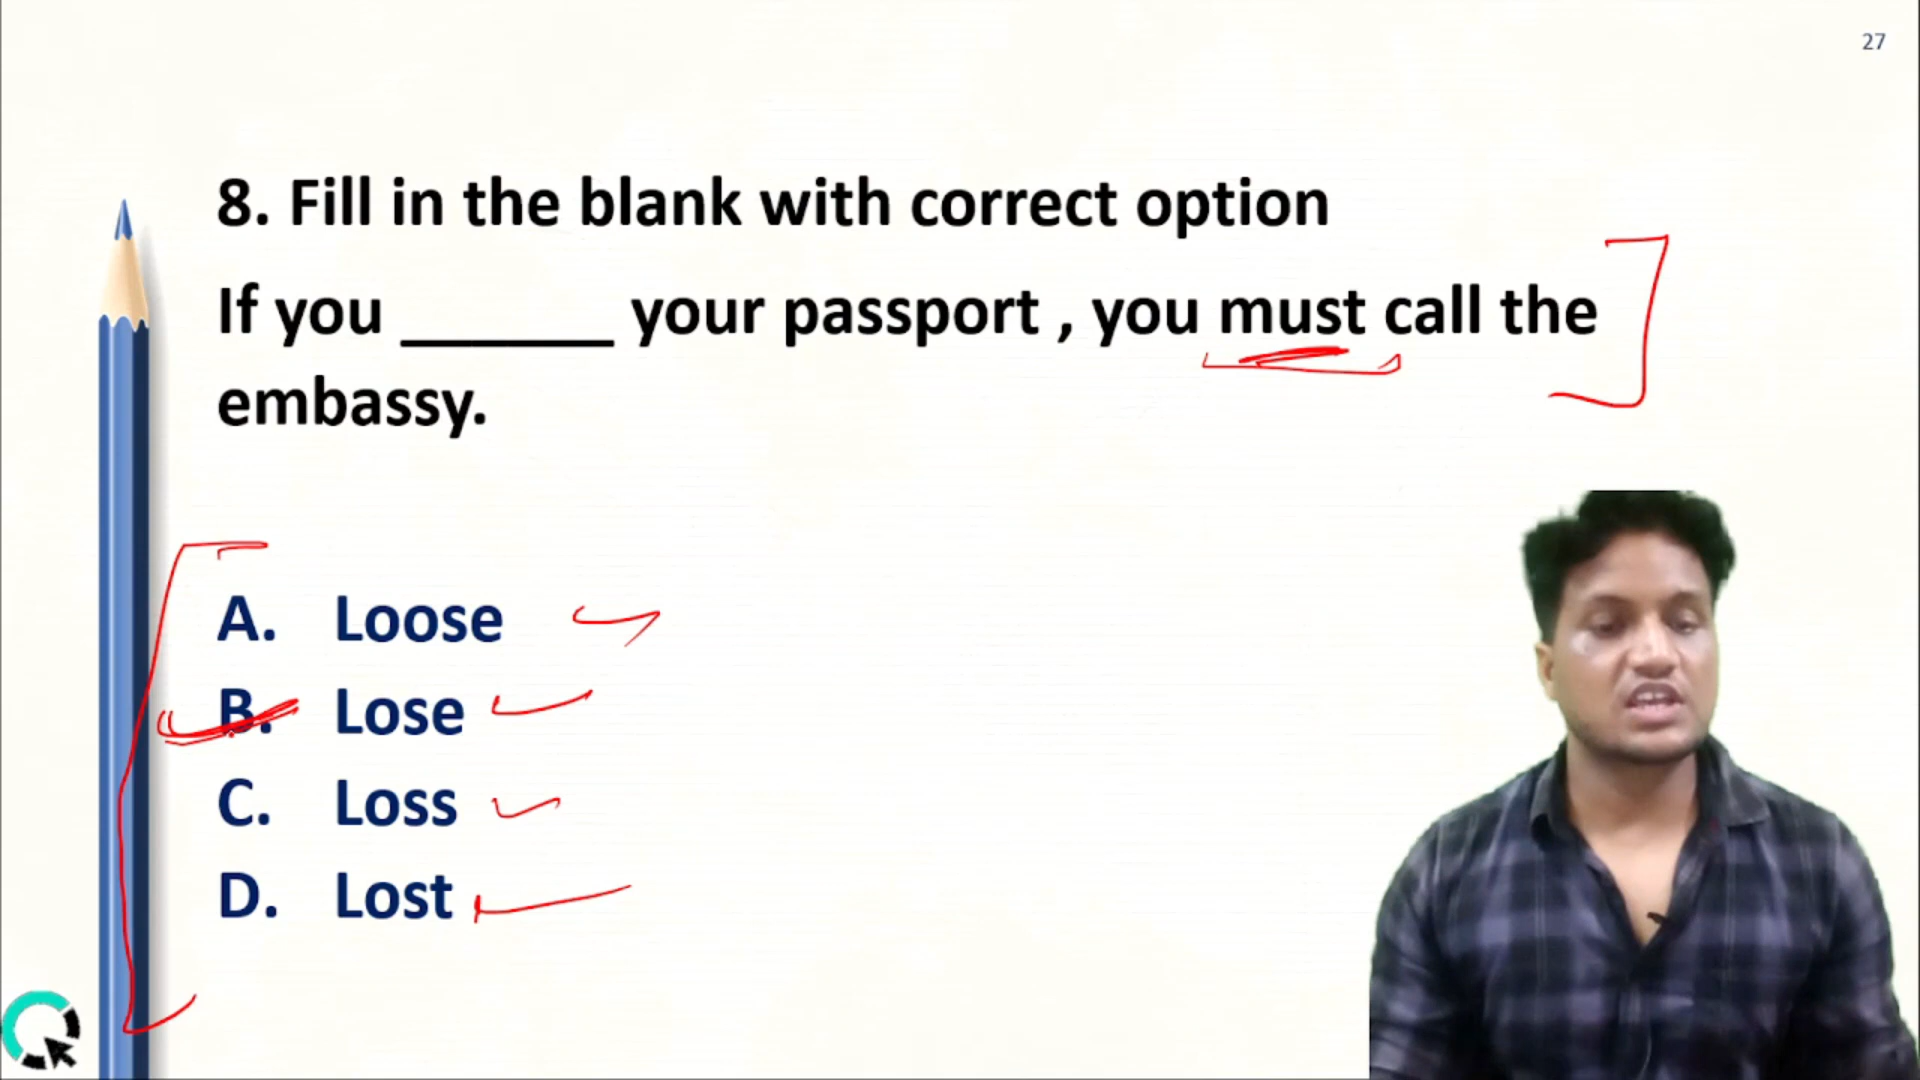 27
8. Fill in the blank with correct option
If you ______ your passport , you must call the
embassy.
A. Loose
B. Lose
C. Loss
D. Lost